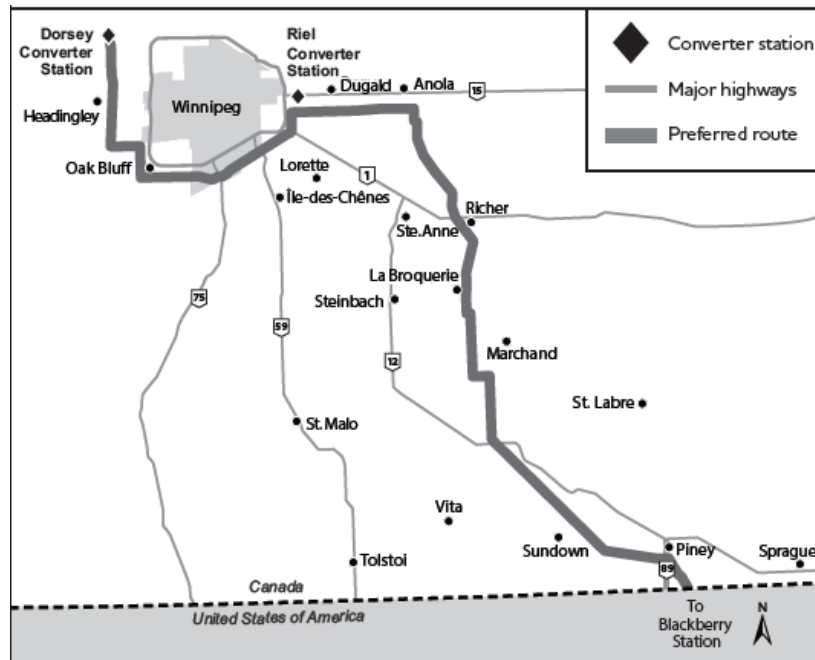 Dorsey
Converter
Station
Riel
Converter
Station
Converter station
Major highways
Preferred route
Dugald
Anola
15
Headingley
Winnipeg
Oak Bluff
Lorette
1
Île-des-Chênes
Richer
Ste.Anne
La Broquerie
75
Steinbach
59
Marchand
12
St. Labre
St. Malo
Vita
Sundown
Piney
Sprague
Tolstoi
89
Canada
United States of America
To
Blackberry
Station
N